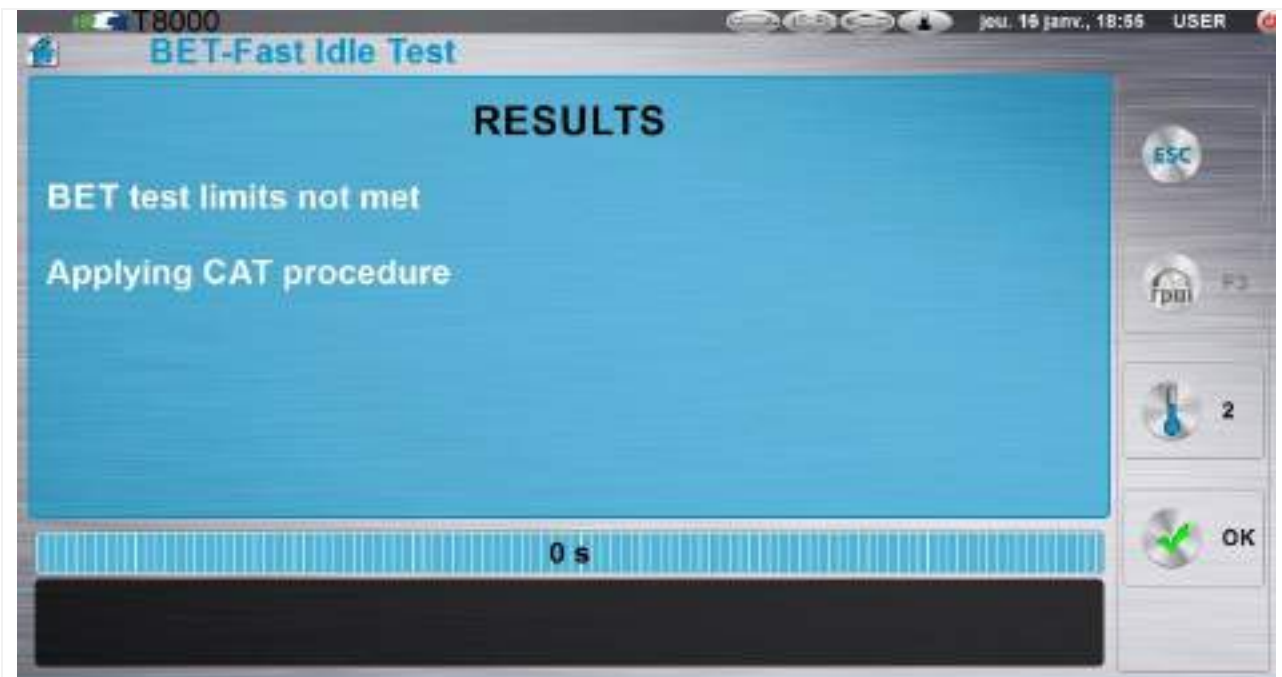 T8000
jeu. 16 janv., 18:56 USER
BET-Fast Idle Test
RESULTS
ESC
BET test limits not met
Applying CAT procedure
rpm F3
2
0 s
OK